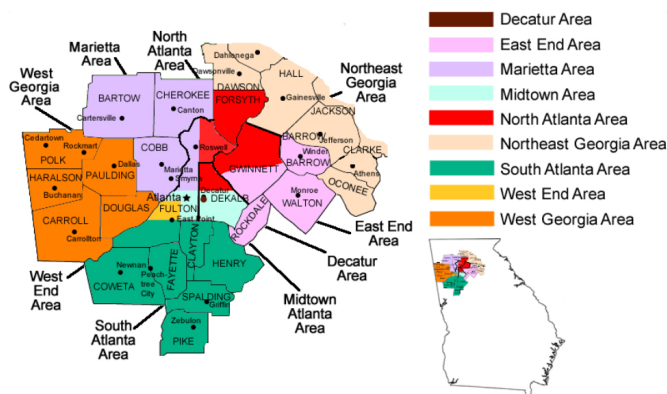 Marietta
Area
North
Atlanta
Area
West
Georgia
Area
Northeast
Georgia
Area
Dahlonega
Dawsonville
DAWSON
HALL
Gainesville
BARTOW
Cartersville
CHEROKEE
Canton
FORSYTH
JACKSON
Jefferson
BARROW
Winder
BARROW
CLARKE
Athens
OCONEE
Cedartown
Rockmart
POLK
HARALSON
Buchanan
PAULDING
Dallas
COBB
Marietta
Smyrna
Roswell
GWINNETT
Monroe
WALTON
CARROLL
Carrollton
DOUGLAS
Atlanta
FULTON
East Point
Decatur
DEKALB
ROCKDALE
East End
Area
Decatur
Area
Midtown
Atlanta
Area
West
End
Area
South
Atlanta
Area
Newnan
Peach-
tree
City
COWETA
FAYETTE
CLAYTON
HENRY
SPALDING
Griffin
Zebulon
PIKE
Decatur Area
East End Area
Marietta Area
Midtown Area
North Atlanta Area
Northeast Georgia Area
South Atlanta Area
West End Area
West Georgia Area